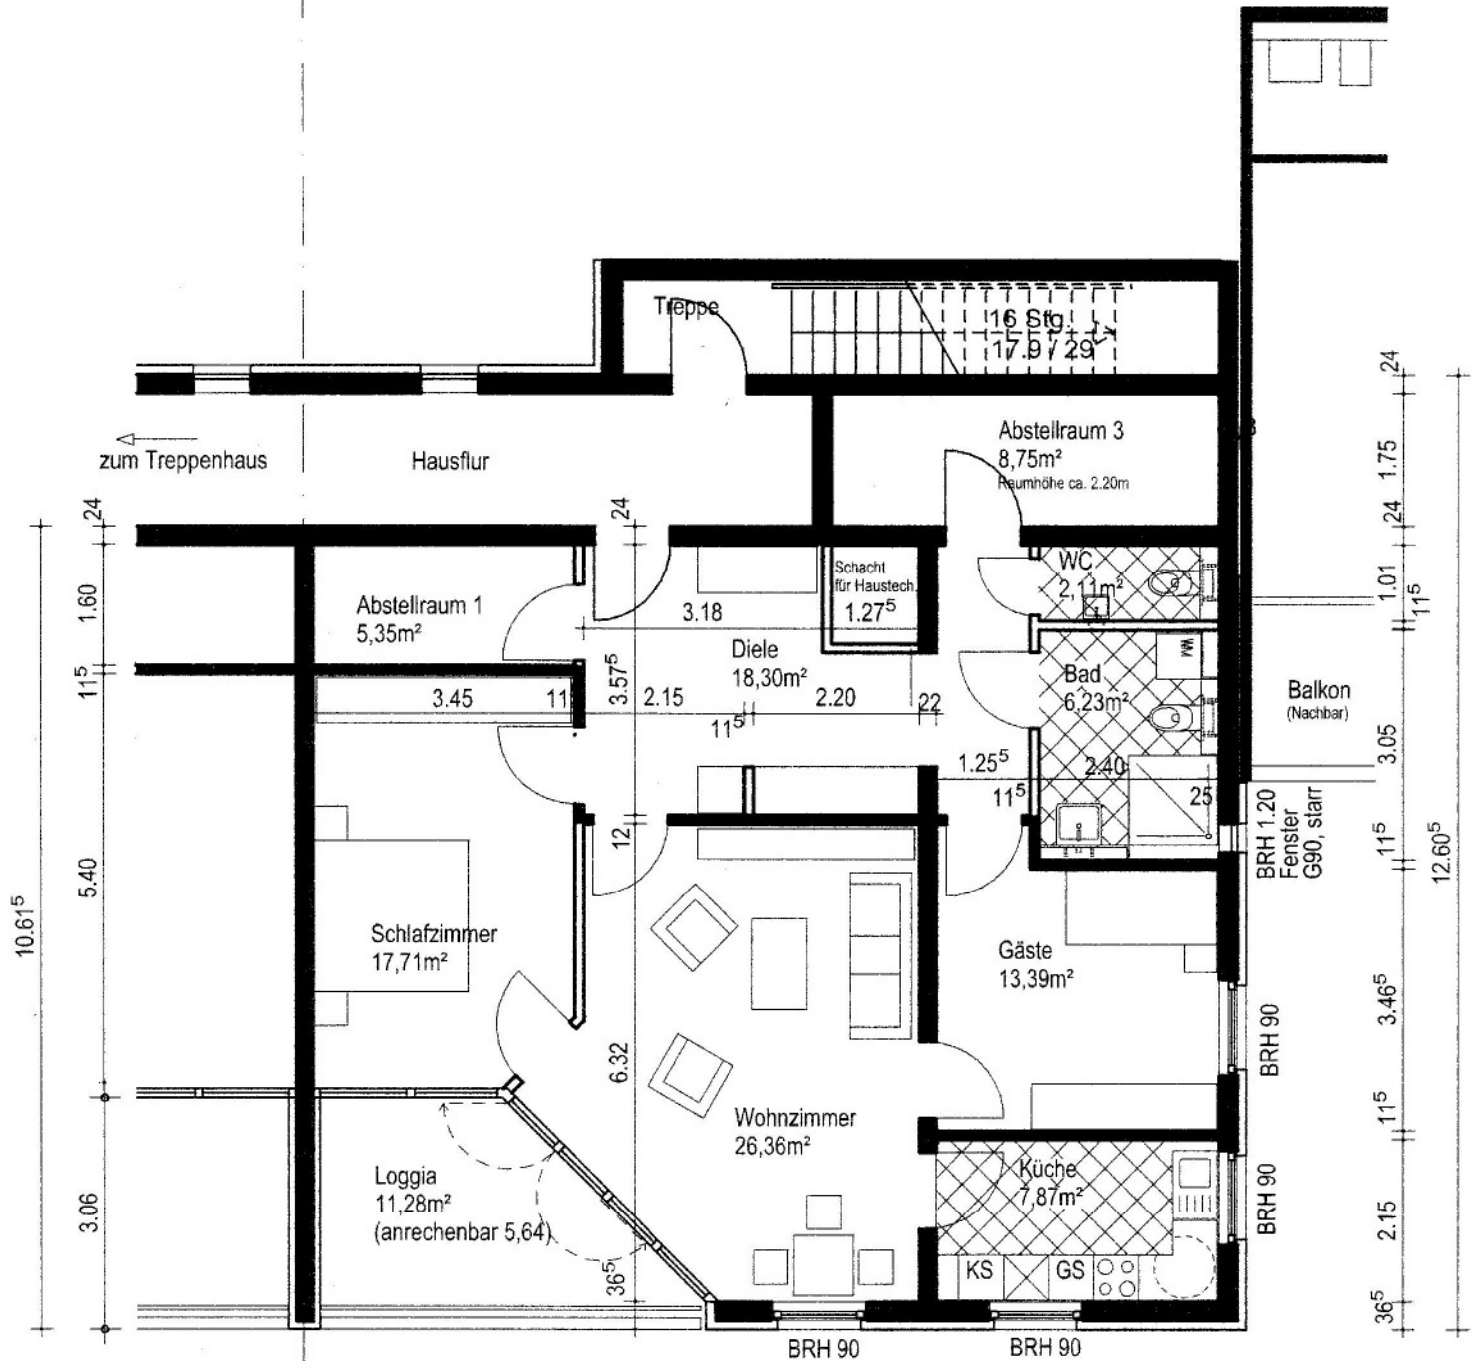 Treppe
16 Stg.
17.9 / 29
zum Treppenhaus
Hausflur
Abstellraum 3
8,75m²
Raumhöhe ca. 2.20m
24
1.75
24
1.01
11⁵
3.05
11⁵
3.46⁵
11⁵
2.15
36⁵
12.60⁵
24
1.60
11⁵
5.40
3.06
10.61⁵
24
3.57⁵
12
6.32
36⁵
Abstellraum 1
5,35m²
3.18
Schacht
für Haustech.
1.27⁵
WC
2,11m²
Diele
18,30m²
Bad
6,23m²
WM
Balkon
(Nachbar)
3.45
11
2.15
11⁵
2.20
22
1.25⁵
11⁵
2.40
25
BRH 1.20
Fenster
G90, starr
Schlafzimmer
17,71m²
Gäste
13,39m²
BRH 90
Wohnzimmer
26,36m²
Loggia
11,28m²
(anrechenbar 5,64)
Küche
7,87m²
BRH 90
KS
GS
BRH 90
BRH 90